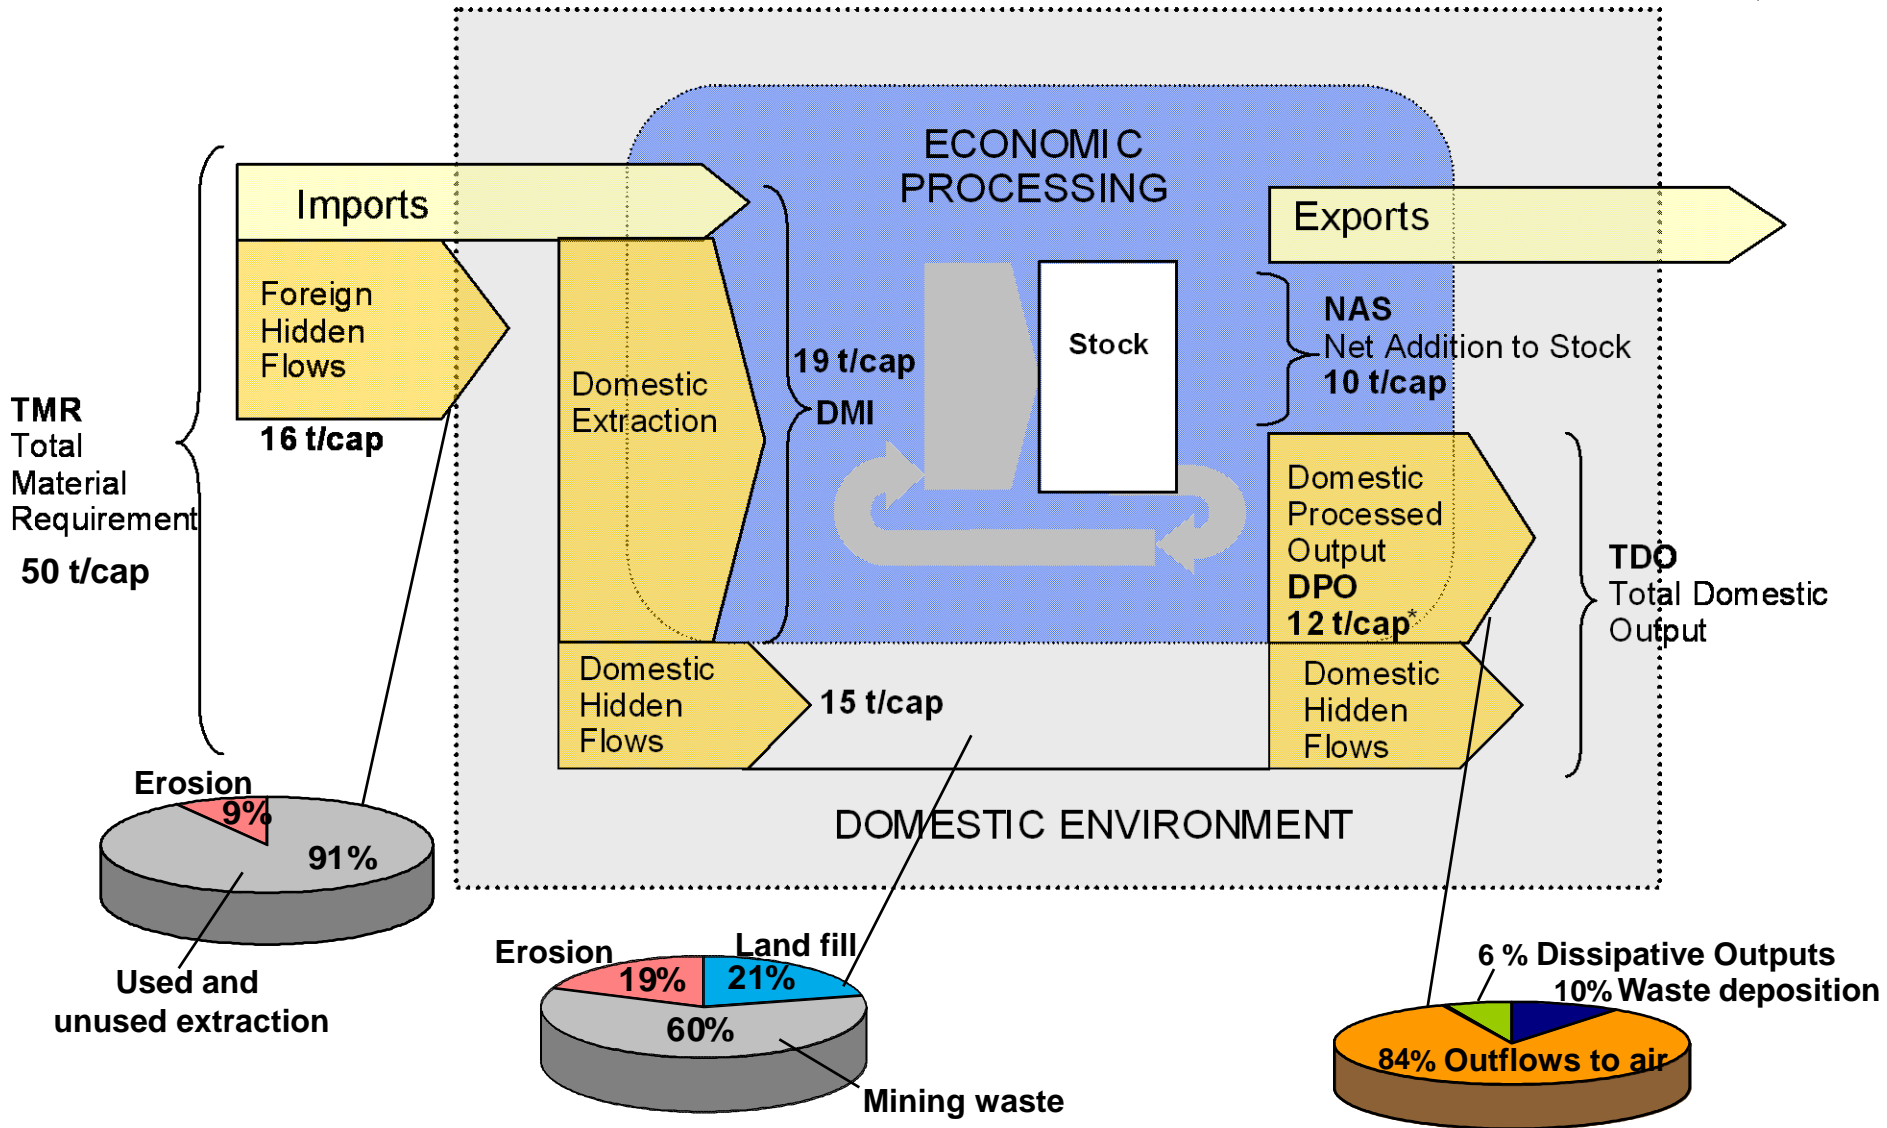 ECONOMIC
PROCESSING
Imports
Exports
Foreign
Hidden
Flows
16 t/cap
TMR
Total
Material
Requirement
50 t/cap
Domestic
Extraction
19 t/cap
DMI
Stock
NAS
Net Addition to Stock
10 t/cap
Domestic
Processed
Output
DPO
12 t/cap*
TDO
Total Domestic
Output
Domestic
Hidden
Flows
15 t/cap
Domestic
Hidden
Flows
DOMESTIC ENVIRONMENT
Erosion
9%
91%
Used and
unused extraction
Erosion
Land fill
19%
21%
60%
Mining waste
6 % Dissipative Outputs
10% Waste deposition
84% Outflows to air